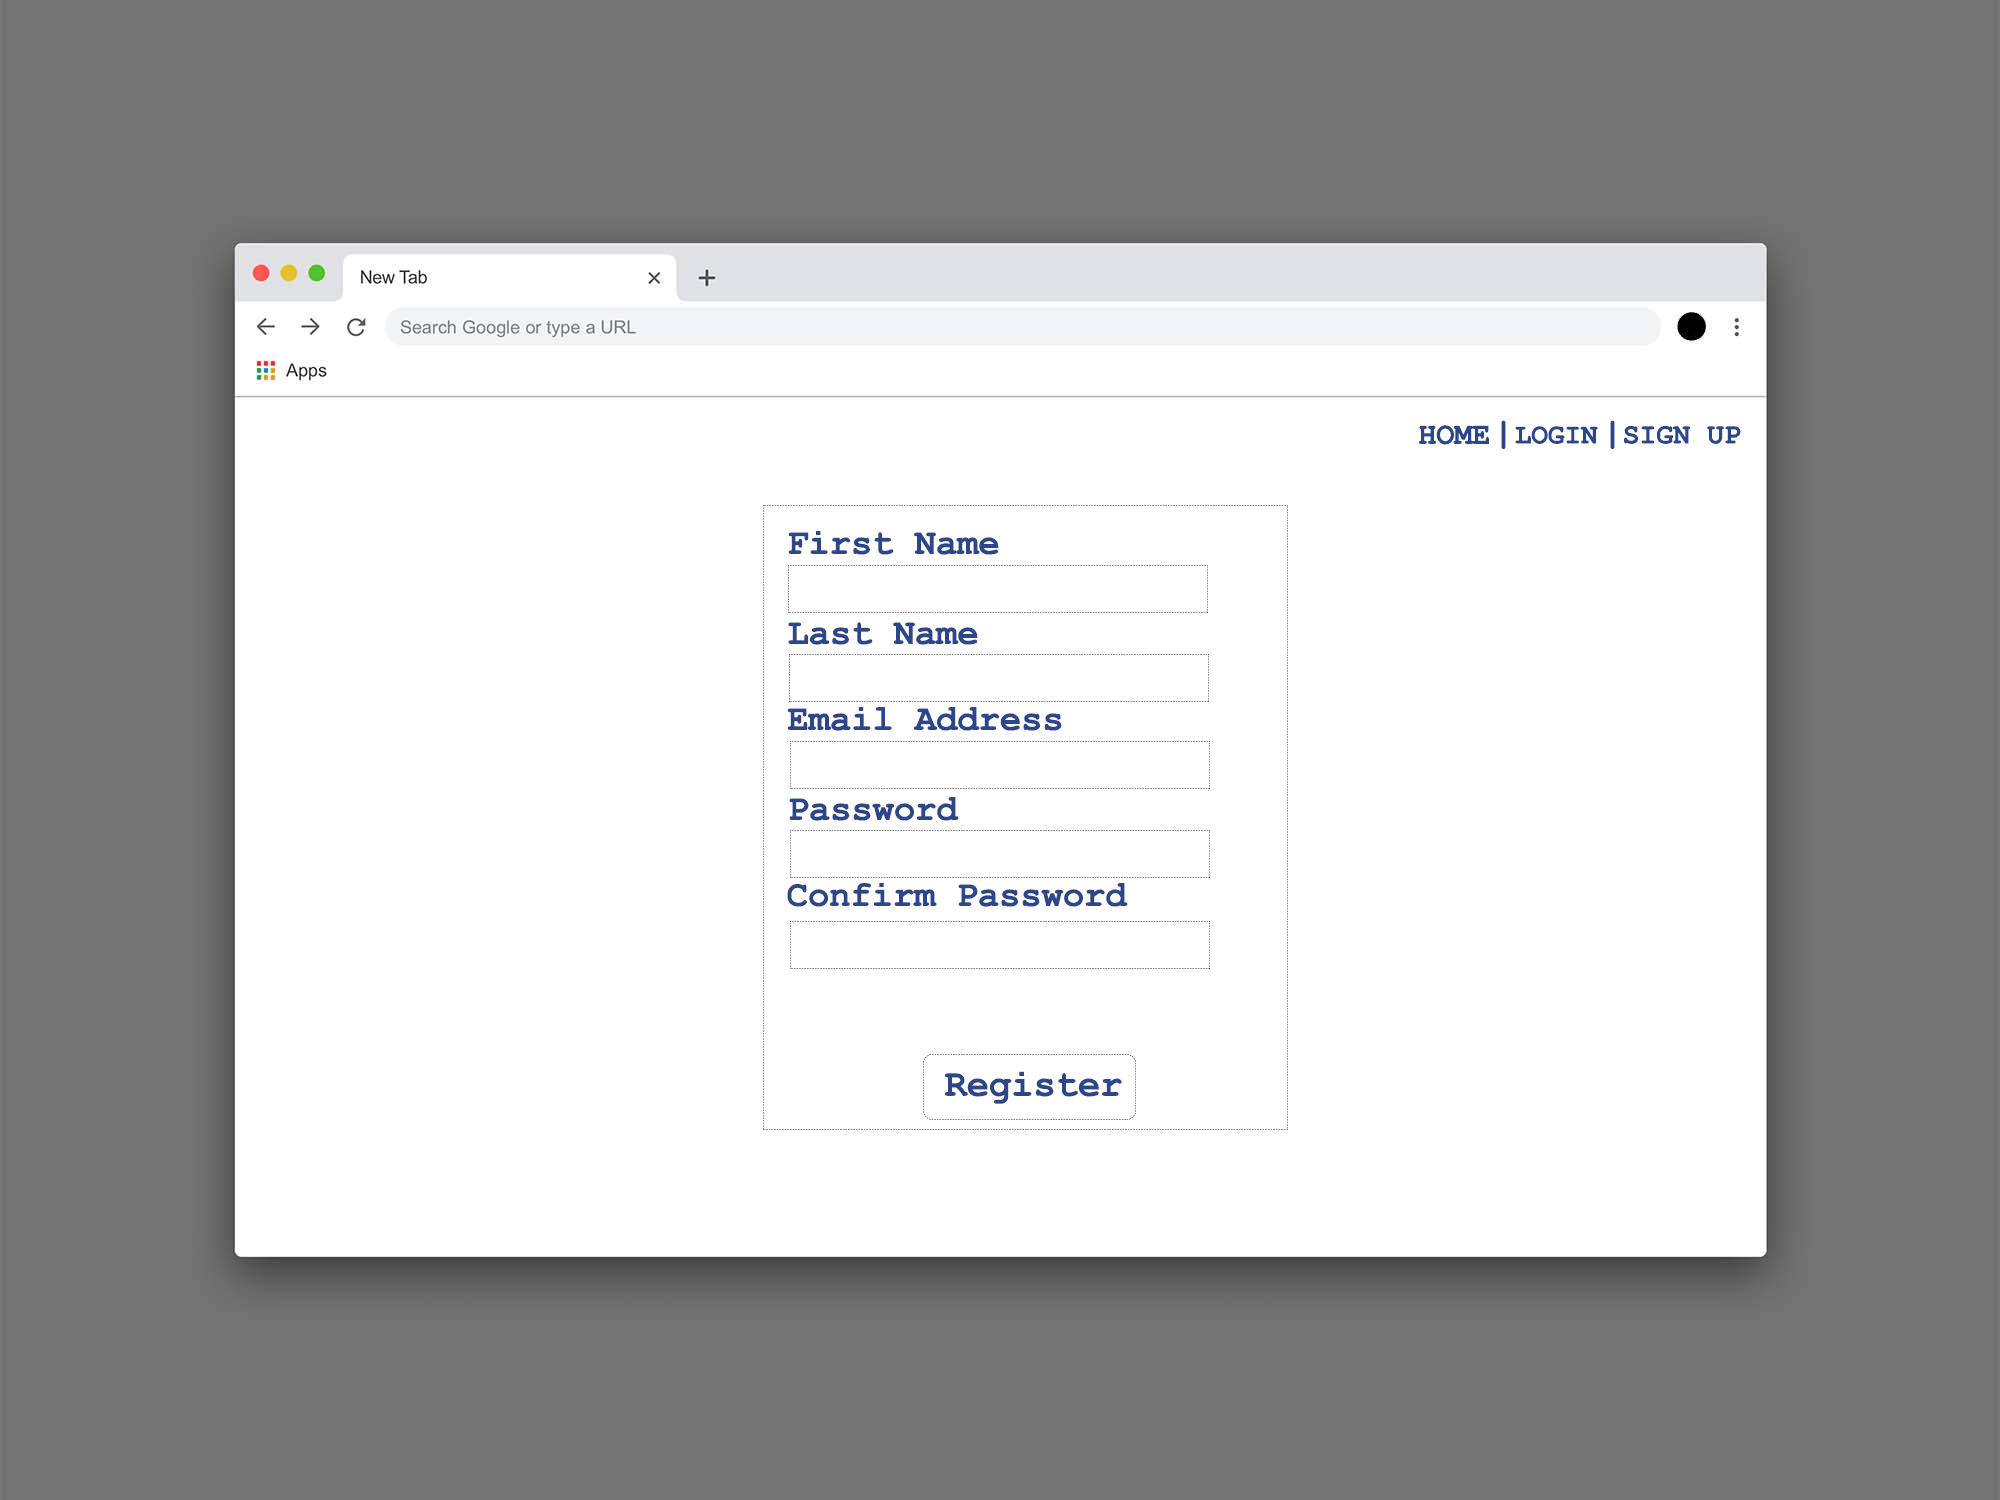 New Tab
Search Google or type a URL
Apps
HOME | LOGIN | SIGN UP
First Name
Last Name
Email Address
Password
Confirm Password
Register